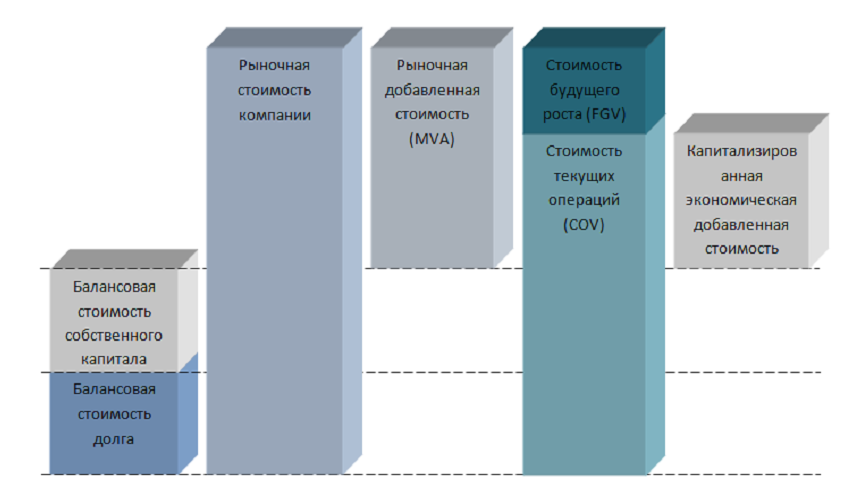 Рыночная
стоимость
компании
Рыночная
добавленная
стоимость
(MVA)
Стоимость
будущего
роста (FGV)
Стоимость
текущих
операций
(COV)
Капитализиров
анная
экономическая
добавленная
стоимость
Балансовая
стоимость
собственного
капитала
Балансовая
стоимость
долга